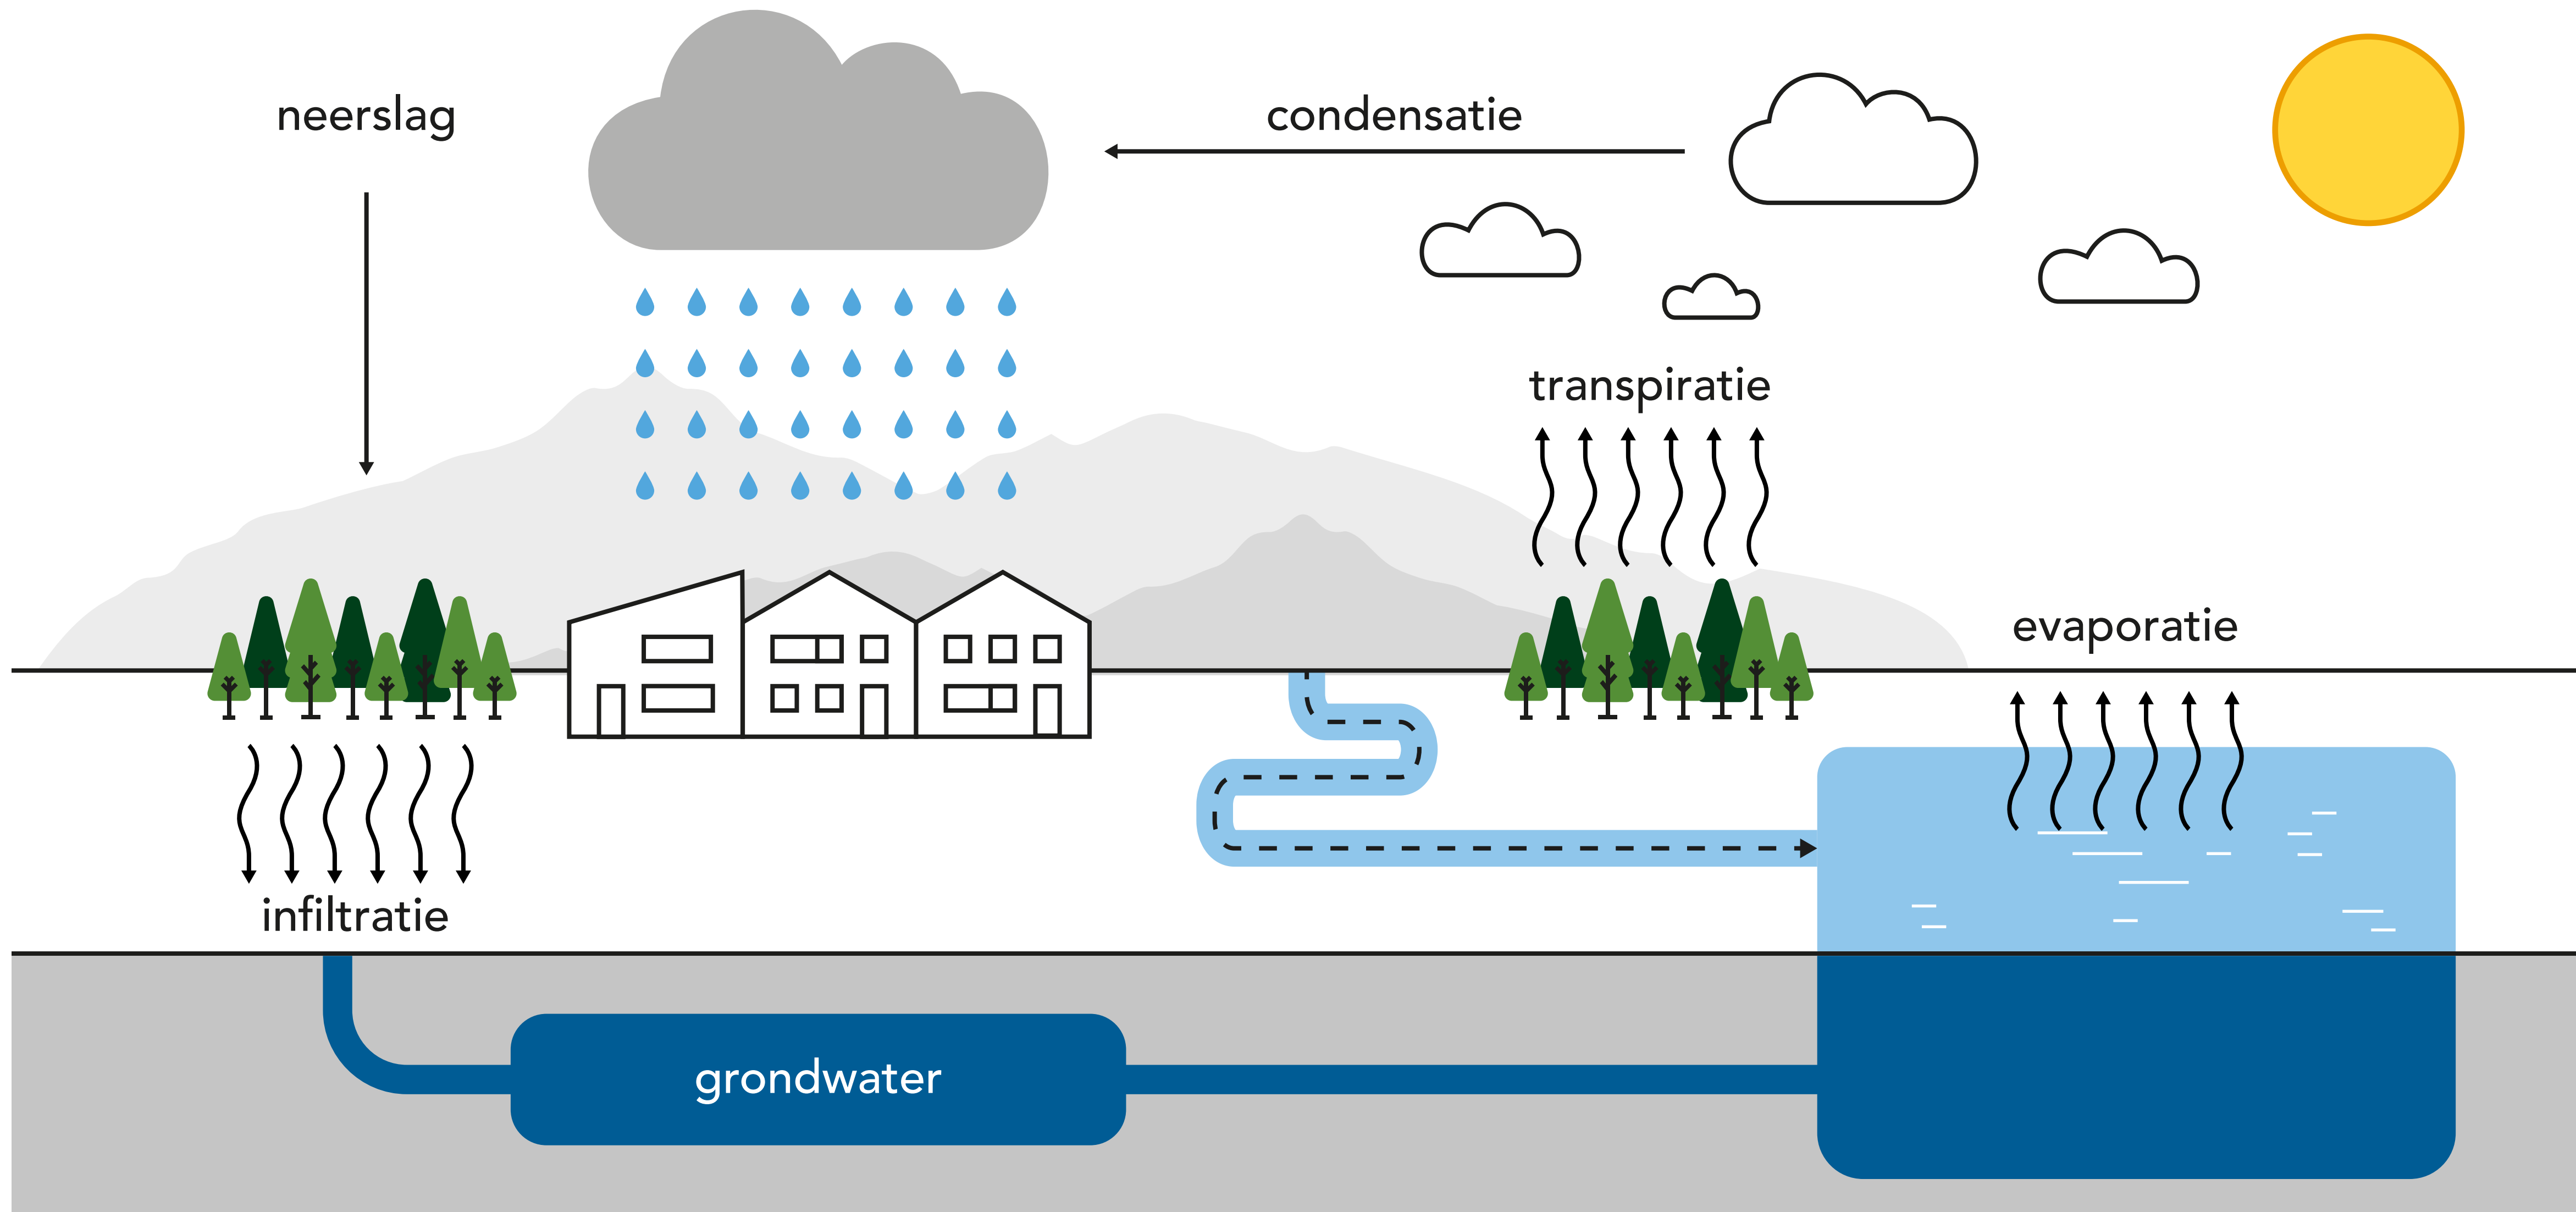 neerslag
condensatie
transpiratie
evaporatie
infiltratie
grondwater